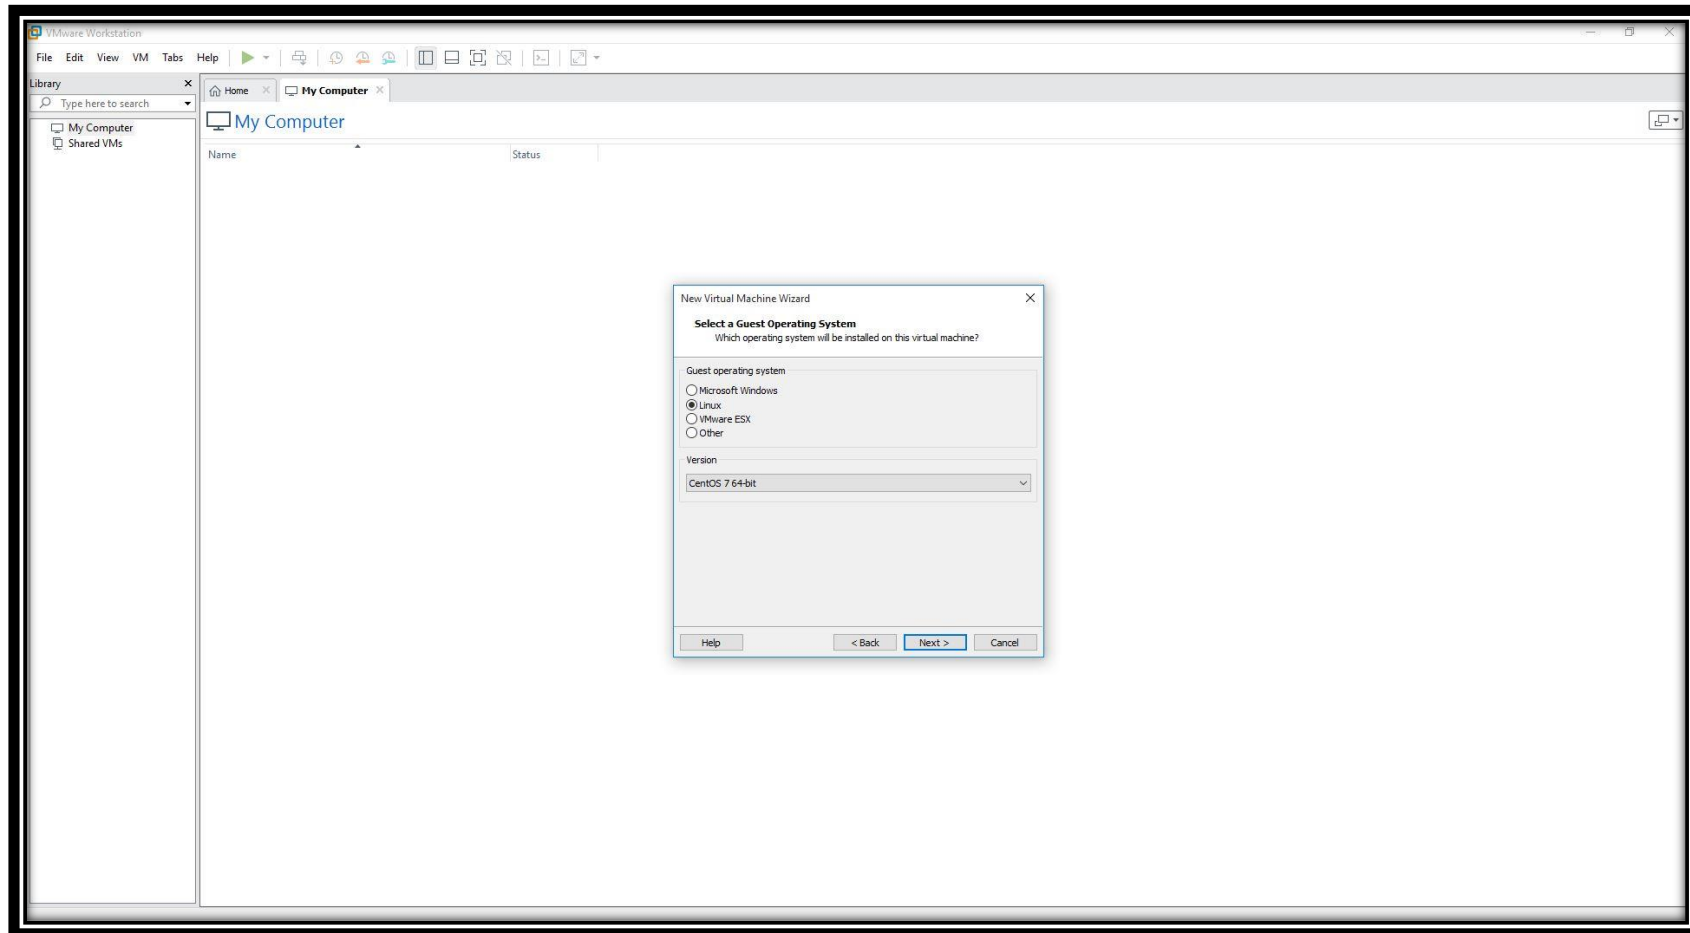 VMware Workstation
File Edit View VM Tabs Help
Library
Type here to search
My Computer
Shared VMs
Home My Computer
My Computer
Name Status
New Virtual Machine Wizard
Select a Guest Operating System
Which operating system will be installed on this virtual machine?
Guest operating system
Microsoft Windows
Linux
VMware ESX
Other
Version
CentOS 7 64-bit
Help < Back Next > Cancel